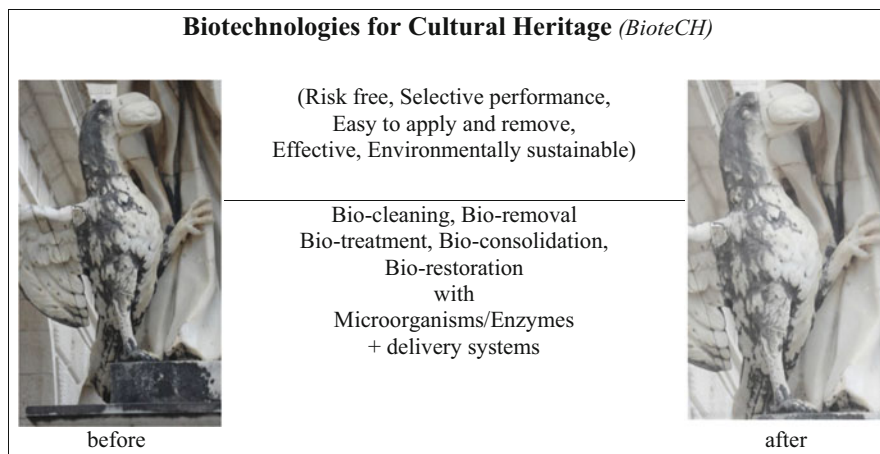 Biotechnologies for Cultural Heritage (BioteCH)
(Risk free, Selective performance,
Easy to apply and remove,
Effective, Environmentally sustainable)
Bio-cleaning, Bio-removal
Bio-treatment, Bio-consolidation,
Bio-restoration
with
Microorganisms/Enzymes
+ delivery systems
before
after